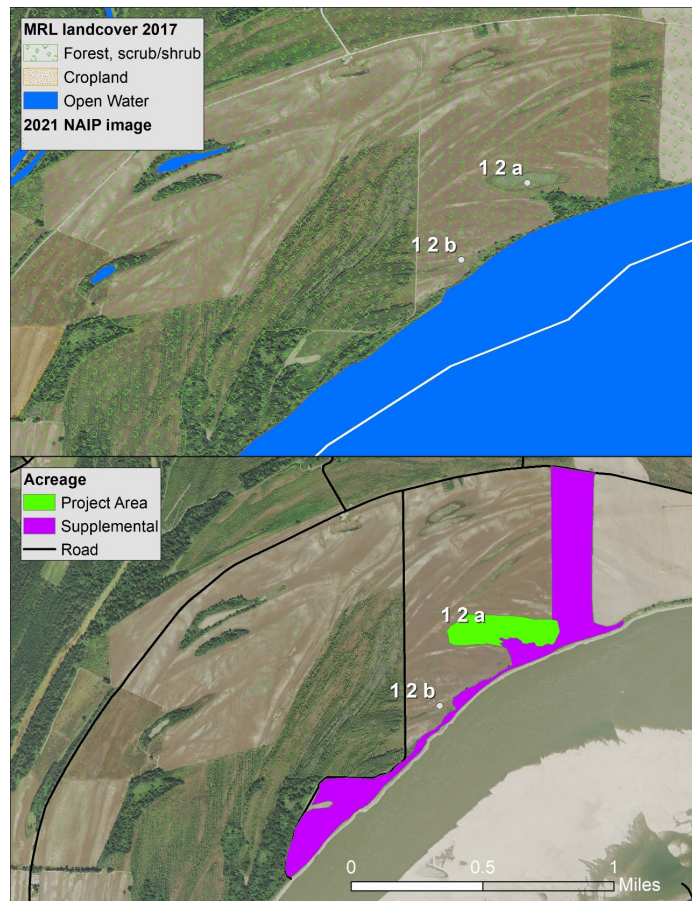 MRL landcover 2017
Forest, scrub/shrub
Cropland
Open Water
2021 NAIP image
1 2 a
1 2 b
Acreage
Project Area
Supplemental
Road
1 2 a
1 2 b
0 0.5 1
Miles